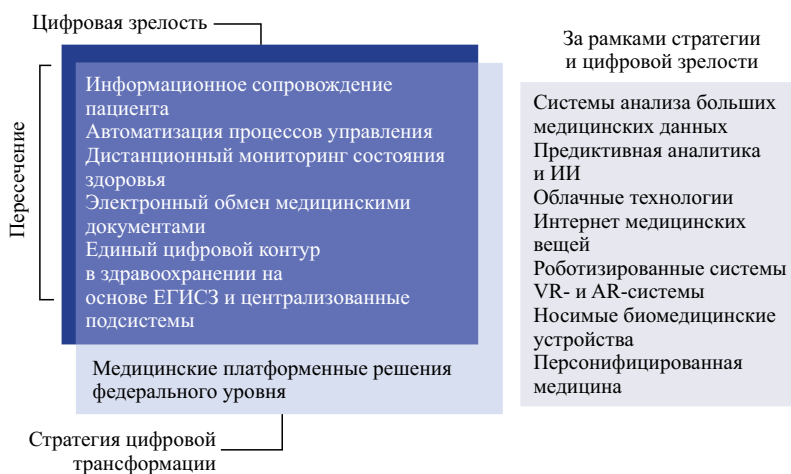 Цифровая зрелость
Пересечение
Информационное сопровождение
пациента
Автоматизация процессов управления
Дистанционный мониторинг состояния
здоровья
Электронный обмен медицинскими
документами
Единый цифровой контур
в здравоохранении на
основе ЕГИСЗ и централизованные
подсистемы
Медицинские платформенные решения
федерального уровня
Стратегия цифровой
трансформации
За рамками стратегии
и цифровой зрелости
Системы анализа больших
медицинских данных
Предиктивная аналитика
и ИИ
Облачные технологии
Интернет медицинских
вещей
Роботизированные системы
VR- и AR-системы
Носимые биомедицинские
устройства
Персонифицированная
медицина